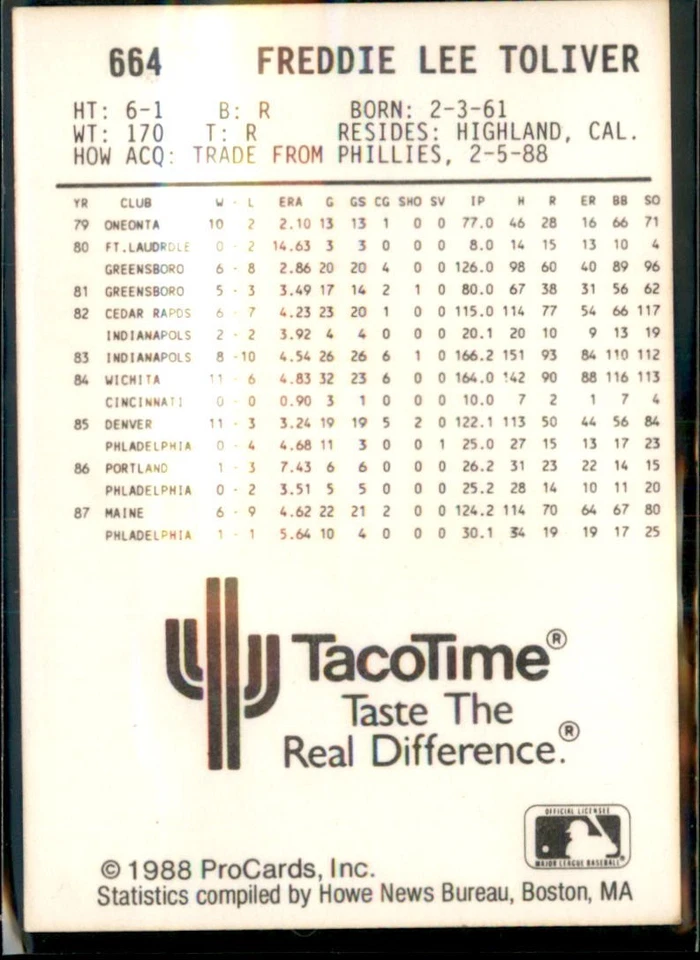 664 FREDDIE LEE TOLIVER
HT: 6-1 B: R BORN: 2-3-61
WT: 170 T: R RESIDES: HIGHLAND, CAL.
HOW ACQ: TRADE FROM PHILLIES, 2-5-88
YR CLUB W - L ERA G GS CG SHO SV IP H R ER BB SO
79 ONEONTA 10 2 2.10 13 13 1 0 0 77.0 46 28 16 66 71
80 FT.LAUDRDLE 0 - 2 14.63 3 3 0 0 0 8.0 14 15 13 10 4
GREENSBORO 6 - 8 2.86 20 20 4 0 0 126.0 98 60 40 89 96
81 GREENSBORO 5 - 3 3.49 17 14 2 1 0 80.0 67 38 31 56 62
82 CEDAR RAPDS 6 - 7 4.23 23 20 1 0 0 115.0 114 77 54 66 117
INDIANAPOLS 2 - 2 3.92 4 4 0 0 0 20.1 20 10 9 13 19
83 INDIANAPOLS 8 -10 4.54 26 26 6 1 0 166.2 151 93 84 110 112
84 WICHITA 11 - 6 4.83 32 23 6 0 0 164.0 142 90 88 116 113
CINCINNATI 0 - 0 0.90 3 1 0 0 0 10.0 7 2 1 7 4
85 DENVER 11 - 3 3.24 19 19 5 2 0 122.1 113 50 44 56 84
PHILADELPHIA 0 - 4 4.68 11 3 0 0 1 25.0 27 15 13 17 23
86 PORTLAND 1 - 3 7.43 6 6 0 0 0 26.2 31 23 22 14 15
PHILADELPHIA 0 - 2 3.51 5 5 0 0 0 25.2 28 14 10 11 20
87 MAINE 6 - 9 4.62 22 21 2 0 0 124.2 114 70 64 67 80
PHLADELPHIA 1 - 1 5.64 10 4 0 0 0 30.1 34 19 19 17 25
TacoTime®
Taste The
Real Difference.®
OFFICIAL LICENSEE
MAJOR LEAGUE BASEBALL
© 1988 ProCards, Inc.
Statistics compiled by Howe News Bureau, Boston, MA